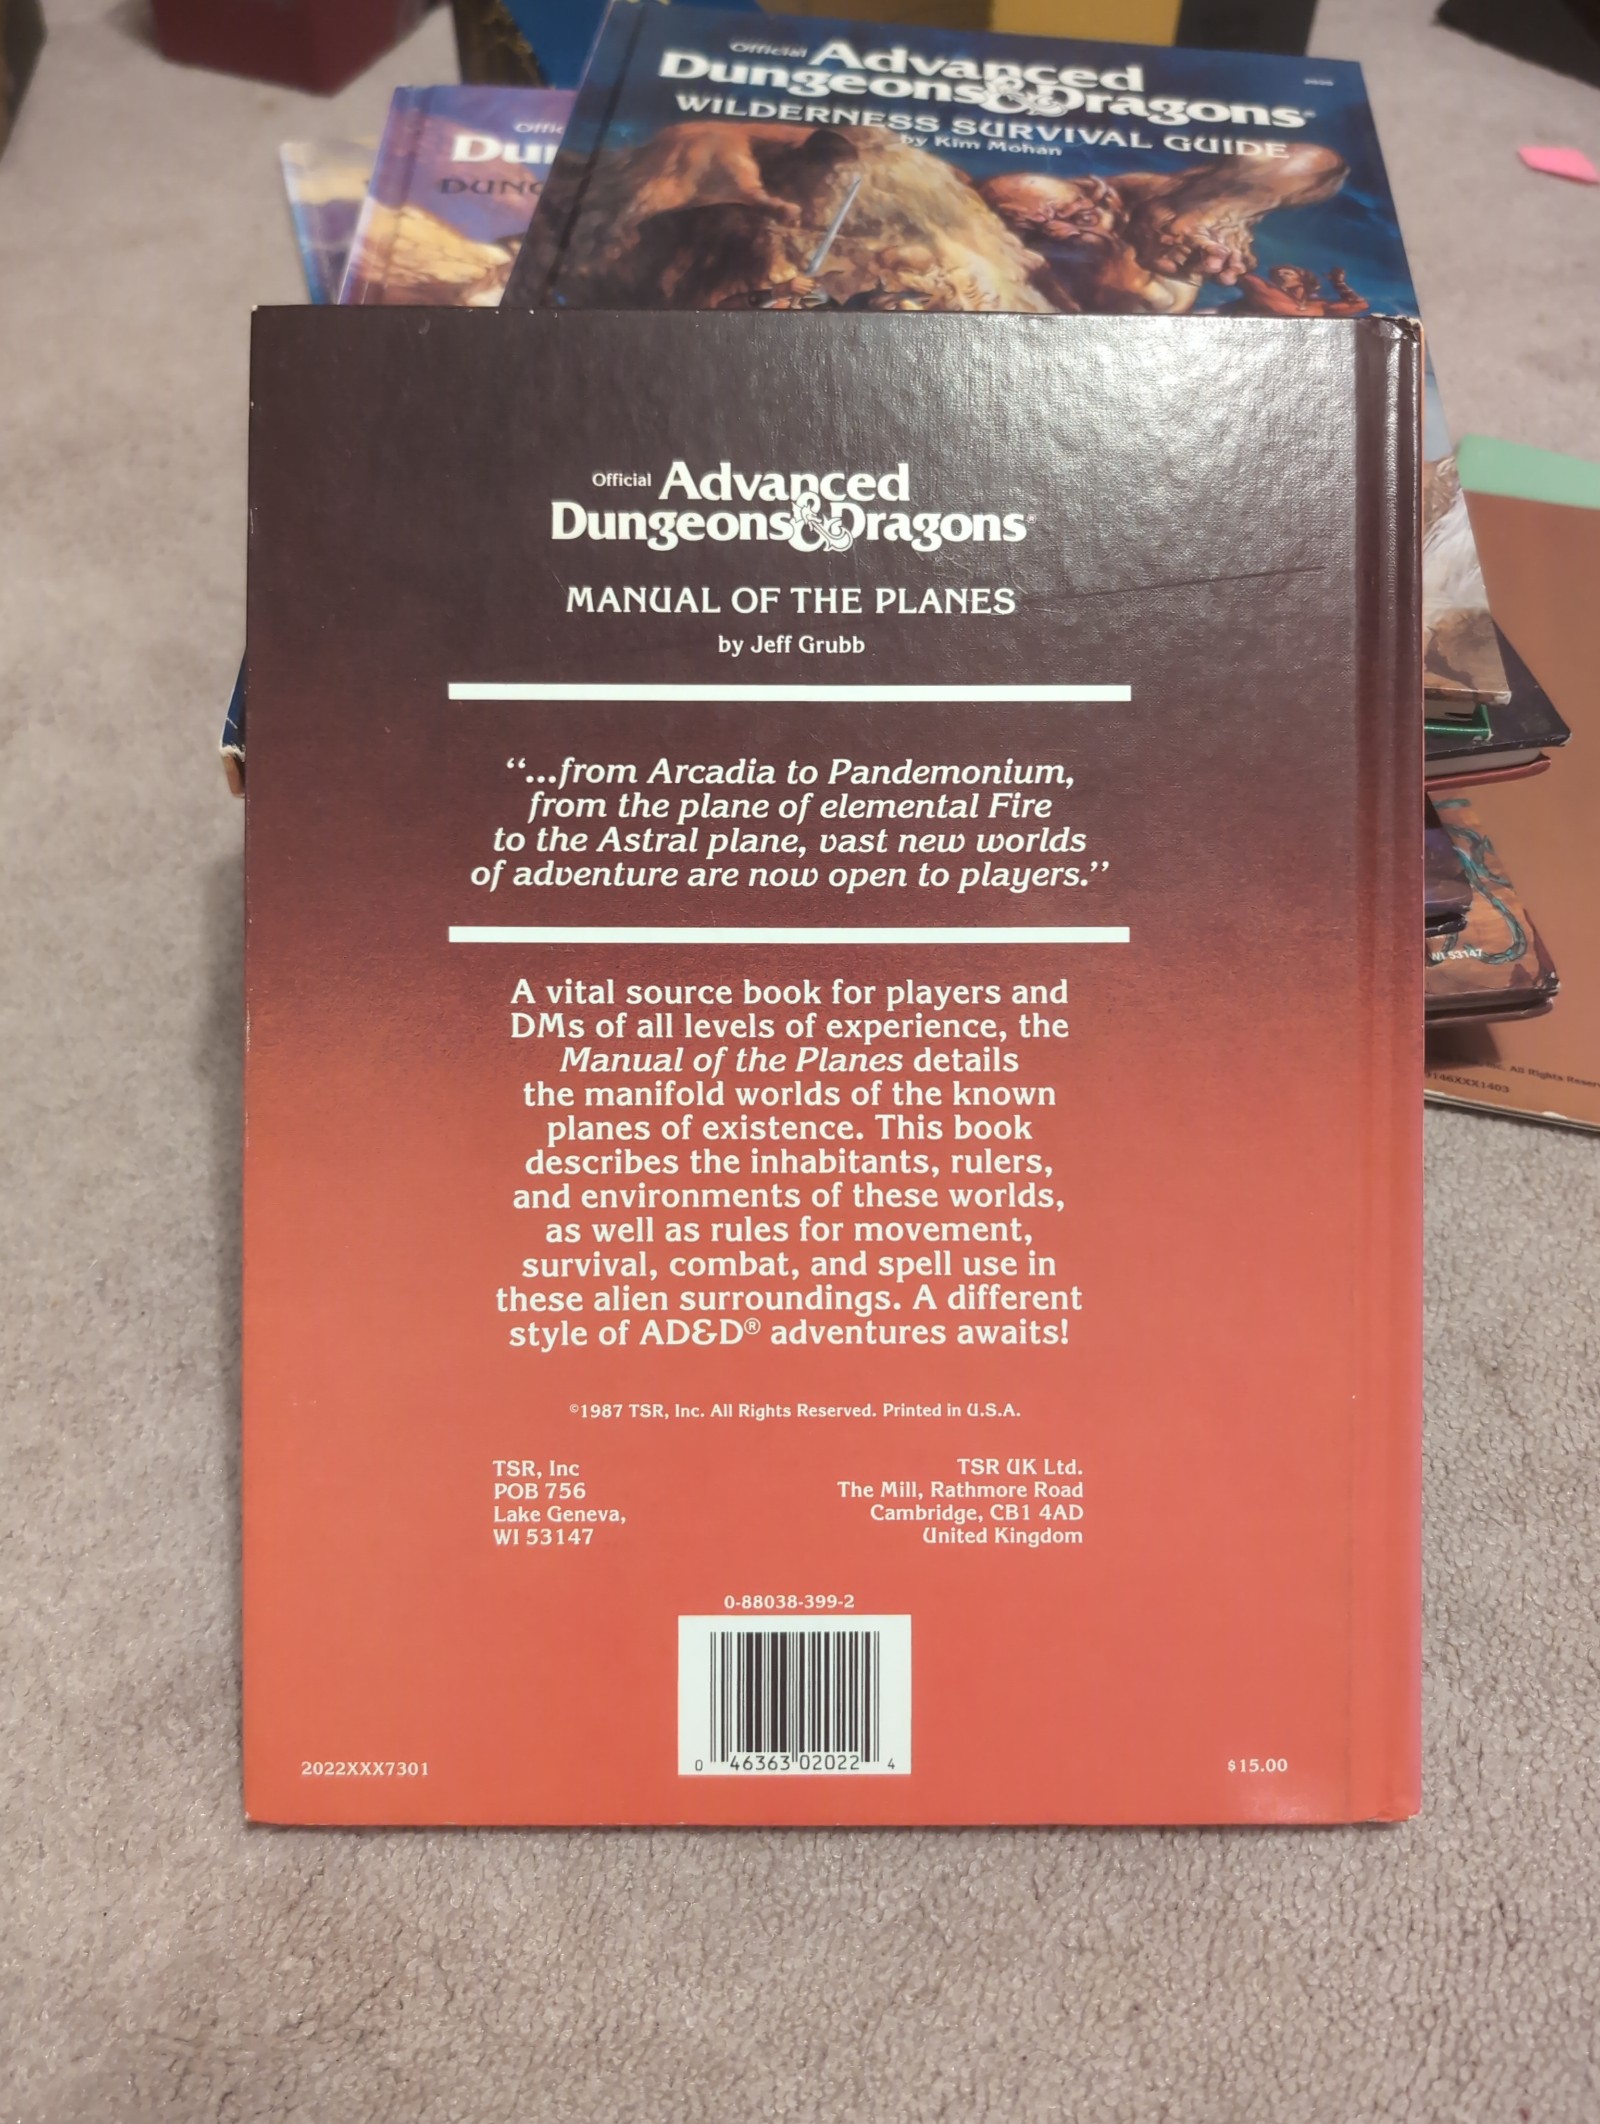 Official Advanced
Dungeons & Dragons®
WILDERNESS SURVIVAL GUIDE
by Kim Mohan
Official Advanced
Dungeons & Dragons®
MANUAL OF THE PLANES
by Jeff Grubb
“...from Arcadia to Pandemonium,
from the plane of elemental Fire
to the Astral plane, vast new worlds
of adventure are now open to players.”
A vital source book for players and
DMs of all levels of experience, the
Manual of the Planes details
the manifold worlds of the known
planes of existence. This book
describes the inhabitants, rulers,
and environments of these worlds,
as well as rules for movement,
survival, combat, and spell use in
these alien surroundings. A different
style of AD&D® adventures awaits!
©1987 TSR, Inc. All Rights Reserved. Printed in U.S.A.
TSR, Inc
POB 756
Lake Geneva,
WI 53147
TSR UK Ltd.
The Mill, Rathmore Road
Cambridge, CB1 4AD
United Kingdom
0-88038-399-2
0 46363 02022 4
2022XXX7301
$15.00
WI 53147
All Rights
9146XXX1403